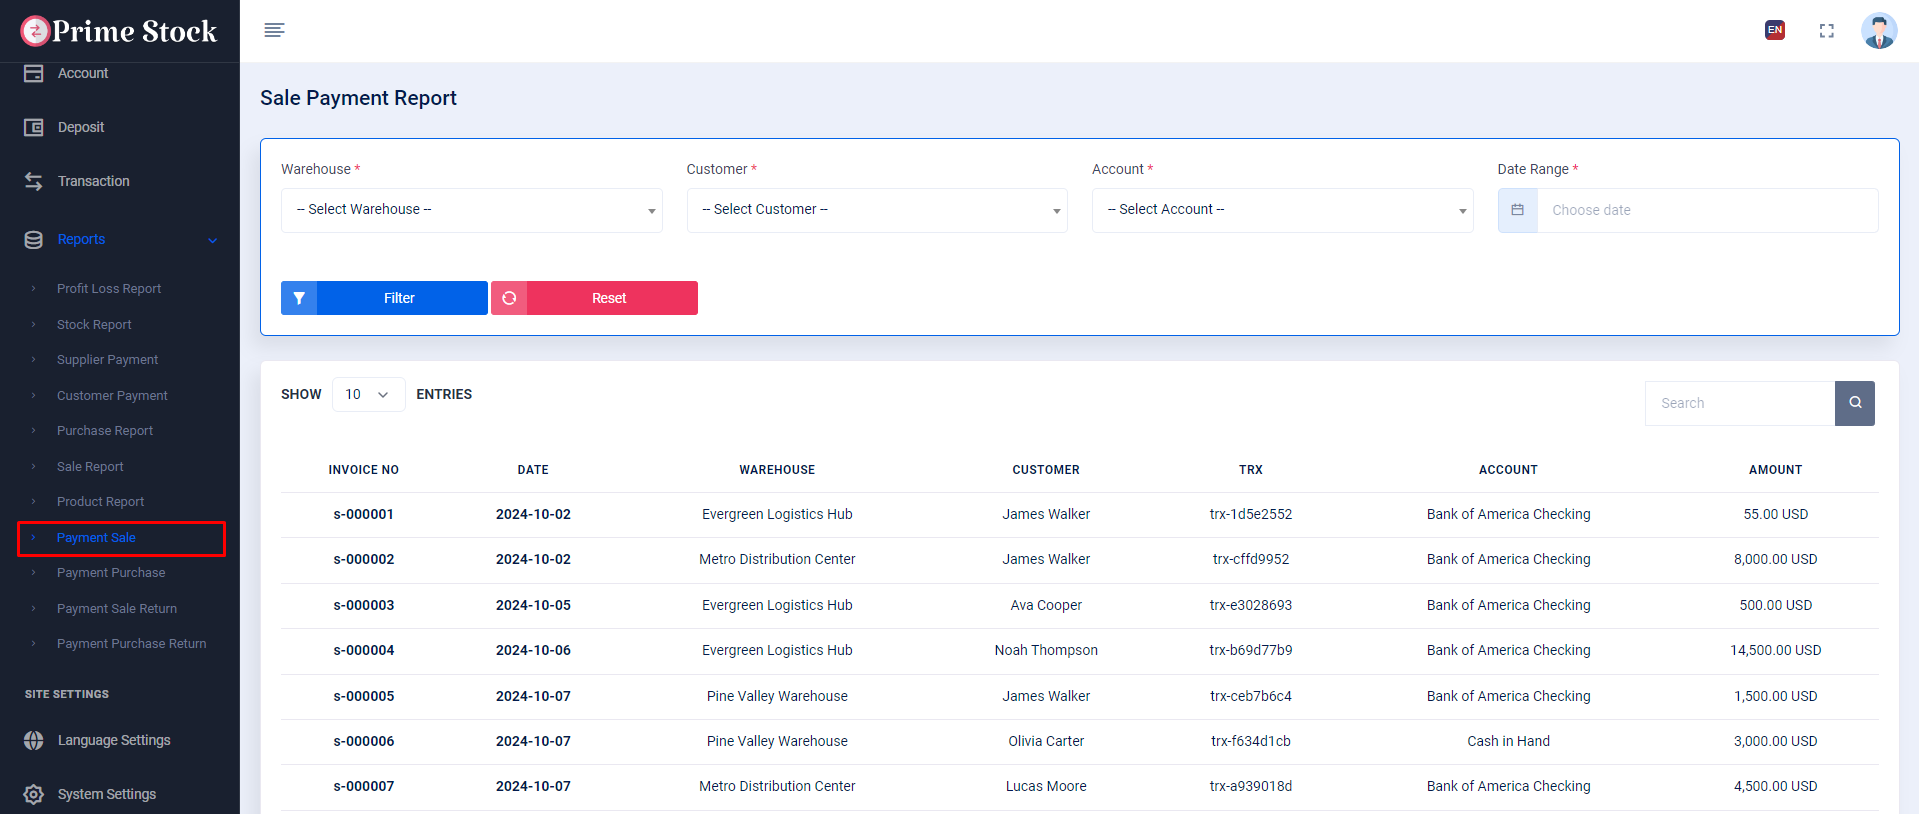 Prime Stock
EN
Account
Deposit
Transaction
Reports
Profit Loss Report
Stock Report
Supplier Payment
Customer Payment
Purchase Report
Sale Report
Product Report
Payment Sale
Payment Purchase
Payment Sale Return
Payment Purchase Return
SITE SETTINGS
Language Settings
System Settings
Sale Payment Report
Warehouse * Customer * Account * Date Range *
-- Select Warehouse -- -- Select Customer -- -- Select Account -- Choose date
Filter Reset
SHOW 10 ENTRIES Search
INVOICE NO DATE WAREHOUSE CUSTOMER TRX ACCOUNT AMOUNT
s-000001 2024-10-02 Evergreen Logistics Hub James Walker trx-1d5e2552 Bank of America Checking 55.00 USD
s-000002 2024-10-02 Metro Distribution Center James Walker trx-cffd9952 Bank of America Checking 8,000.00 USD
s-000003 2024-10-05 Evergreen Logistics Hub Ava Cooper trx-e3028693 Bank of America Checking 500.00 USD
s-000004 2024-10-06 Evergreen Logistics Hub Noah Thompson trx-b69d77b9 Bank of America Checking 14,500.00 USD
s-000005 2024-10-07 Pine Valley Warehouse James Walker trx-ceb7b6c4 Bank of America Checking 1,500.00 USD
s-000006 2024-10-07 Pine Valley Warehouse Olivia Carter trx-f634d1cb Cash in Hand 3,000.00 USD
s-000007 2024-10-07 Metro Distribution Center Lucas Moore trx-a939018d Bank of America Checking 4,500.00 USD